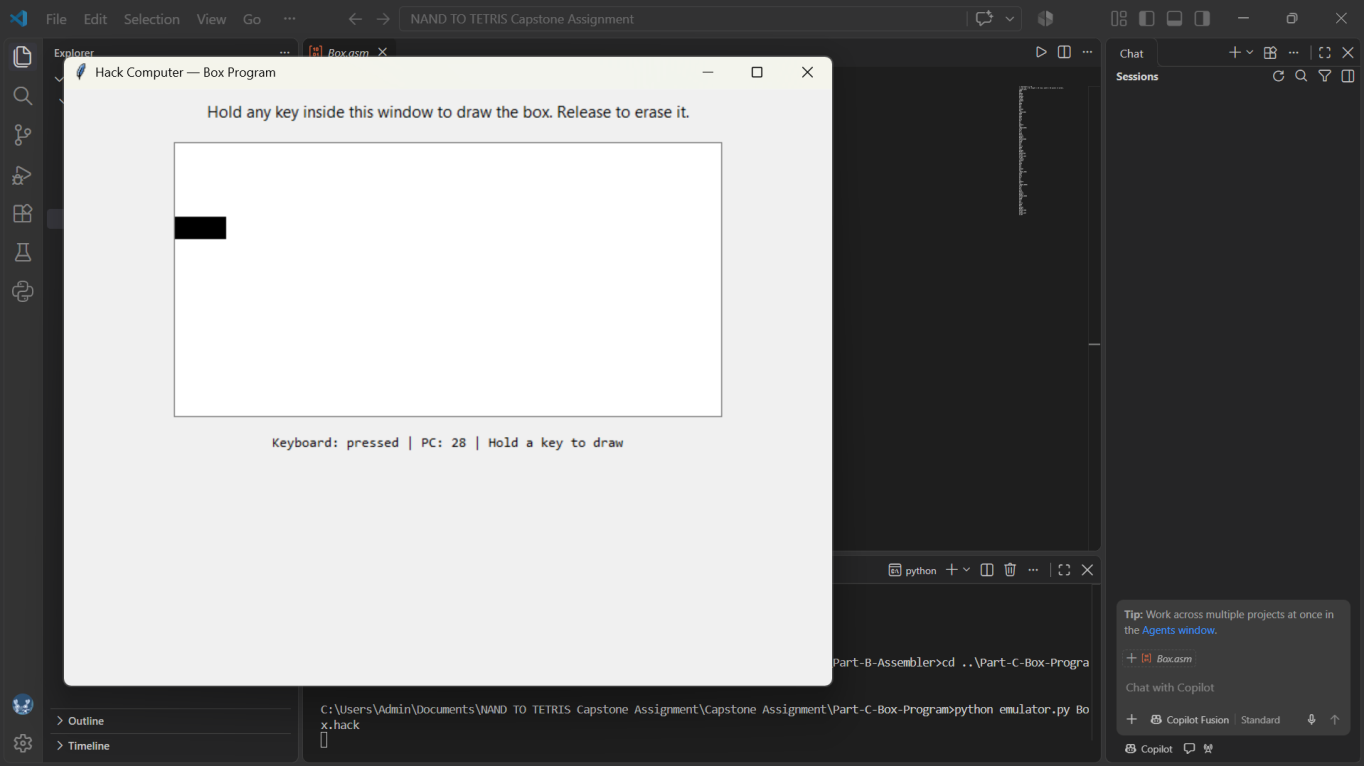 File Edit Selection View Go ···
NAND TO TETRIS Capstone Assignment
Explorer
Box.asm
Chat
Sessions
Hack Computer — Box Program
Hold any key inside this window to draw the box. Release to erase it.
Keyboard: pressed | PC: 28 | Hold a key to draw
python
Part-B-Assembler>cd ..\Part-C-Box-Progra
C:\Users\Admin\Documents\NAND TO TETRIS Capstone Assignment\Capstone Assignment\Part-C-Box-Program>python emulator.py Bo
x.hack
Outline
Timeline
Tip: Work across multiple projects at once in
the Agents window.
Box.asm
Chat with Copilot
Copilot Fusion Standard
Copilot